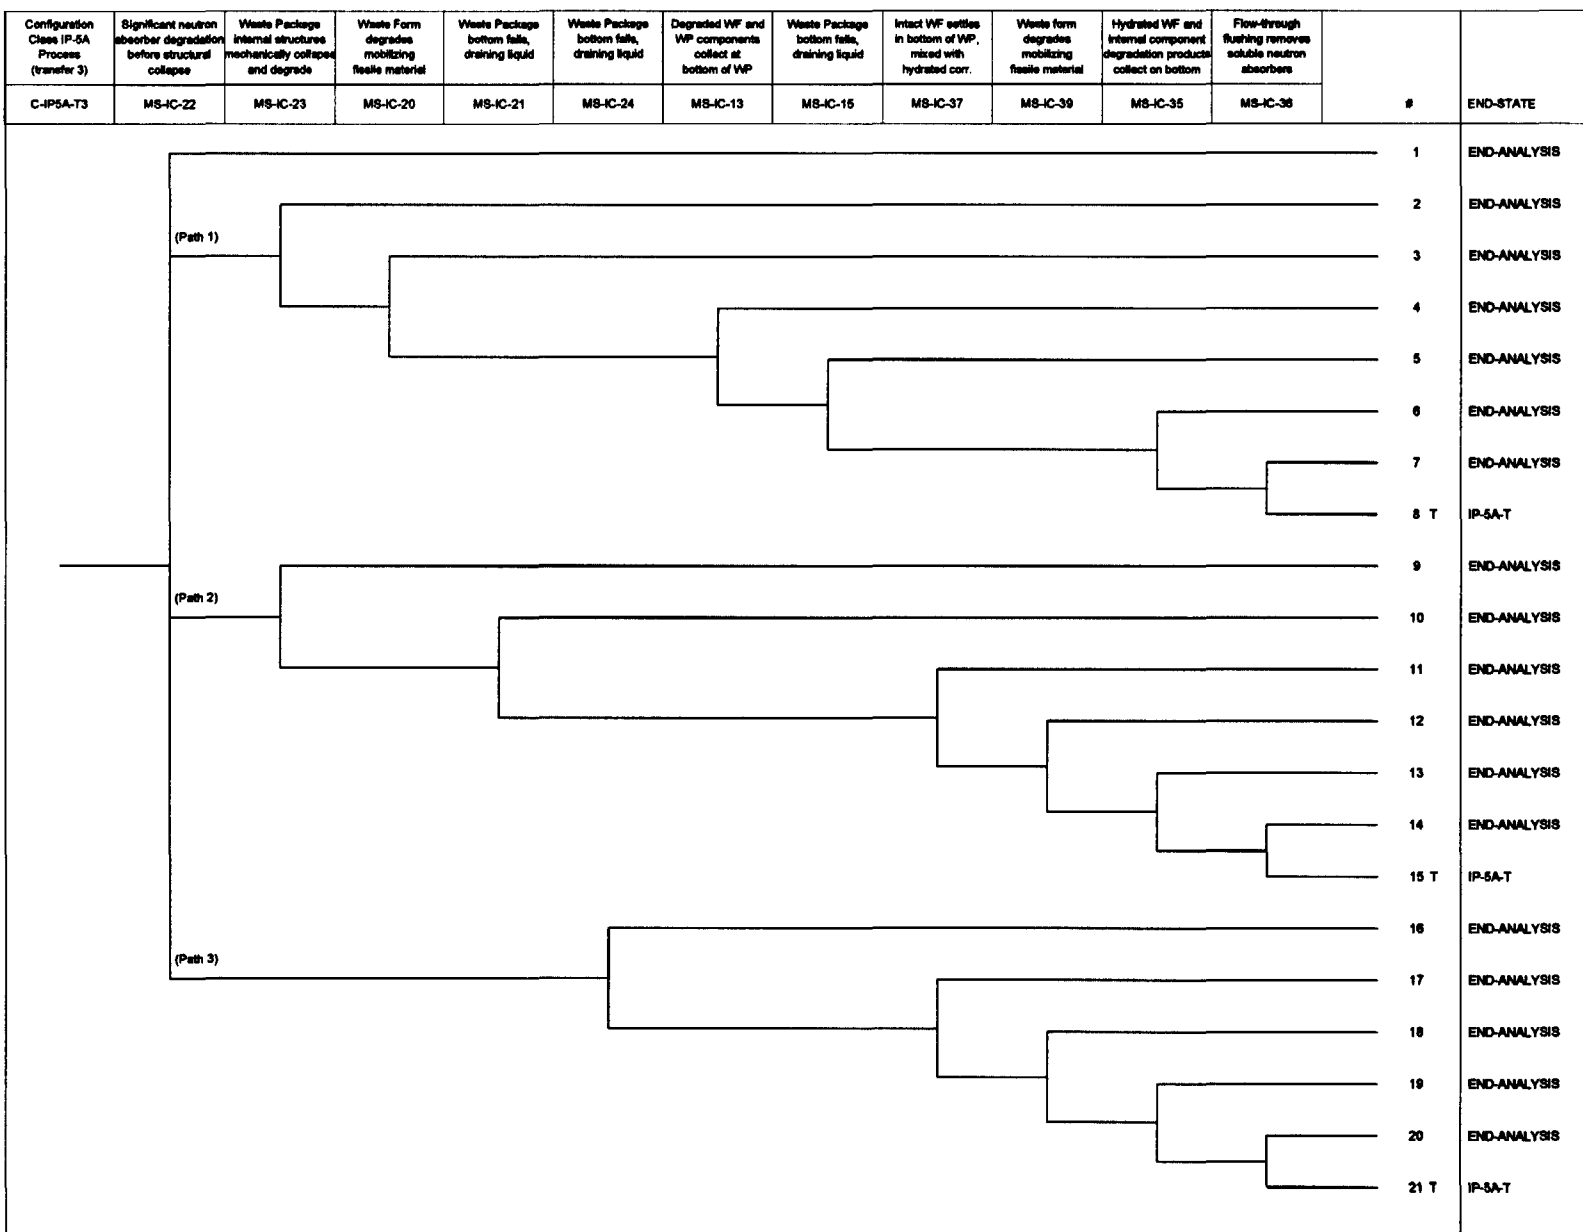 Configuration
Class IP-5A
Process
(transfer 3)
Significant neutron
absorber degradation
before structural
collapse
Waste Package
internal structures
mechanically collapse
and degrade
Waste Form
degrades
mobilizing
fissile material
Waste Package
bottom fails,
draining liquid
Waste Package
bottom fails,
draining liquid
Degraded WF and
WP components
collect at
bottom of WP
Waste Package
bottom fails,
draining liquid
Intact WF settles
in bottom of WP,
mixed with
hydrated corr.
Waste form
degrades
mobilizing
fissile material
Hydrated WF and
internal component
degradation products
collect on bottom
Flow-through
flushing removes
soluble neutron
absorbers
C-IP5A-T3 MS-IC-22 MS-IC-23 MS-IC-20 MS-IC-21 MS-IC-24 MS-IC-13 MS-IC-15 MS-IC-37 MS-IC-39 MS-IC-35 MS-IC-36 # END-STATE
1 END-ANALYSIS
2 END-ANALYSIS
(Path 1)
3 END-ANALYSIS
4 END-ANALYSIS
5 END-ANALYSIS
6 END-ANALYSIS
7 END-ANALYSIS
8 T IP-5A-T
9 END-ANALYSIS
(Path 2)
10 END-ANALYSIS
11 END-ANALYSIS
12 END-ANALYSIS
13 END-ANALYSIS
14 END-ANALYSIS
15 T IP-5A-T
16 END-ANALYSIS
(Path 3)
17 END-ANALYSIS
18 END-ANALYSIS
19 END-ANALYSIS
20 END-ANALYSIS
21 T IP-5A-T